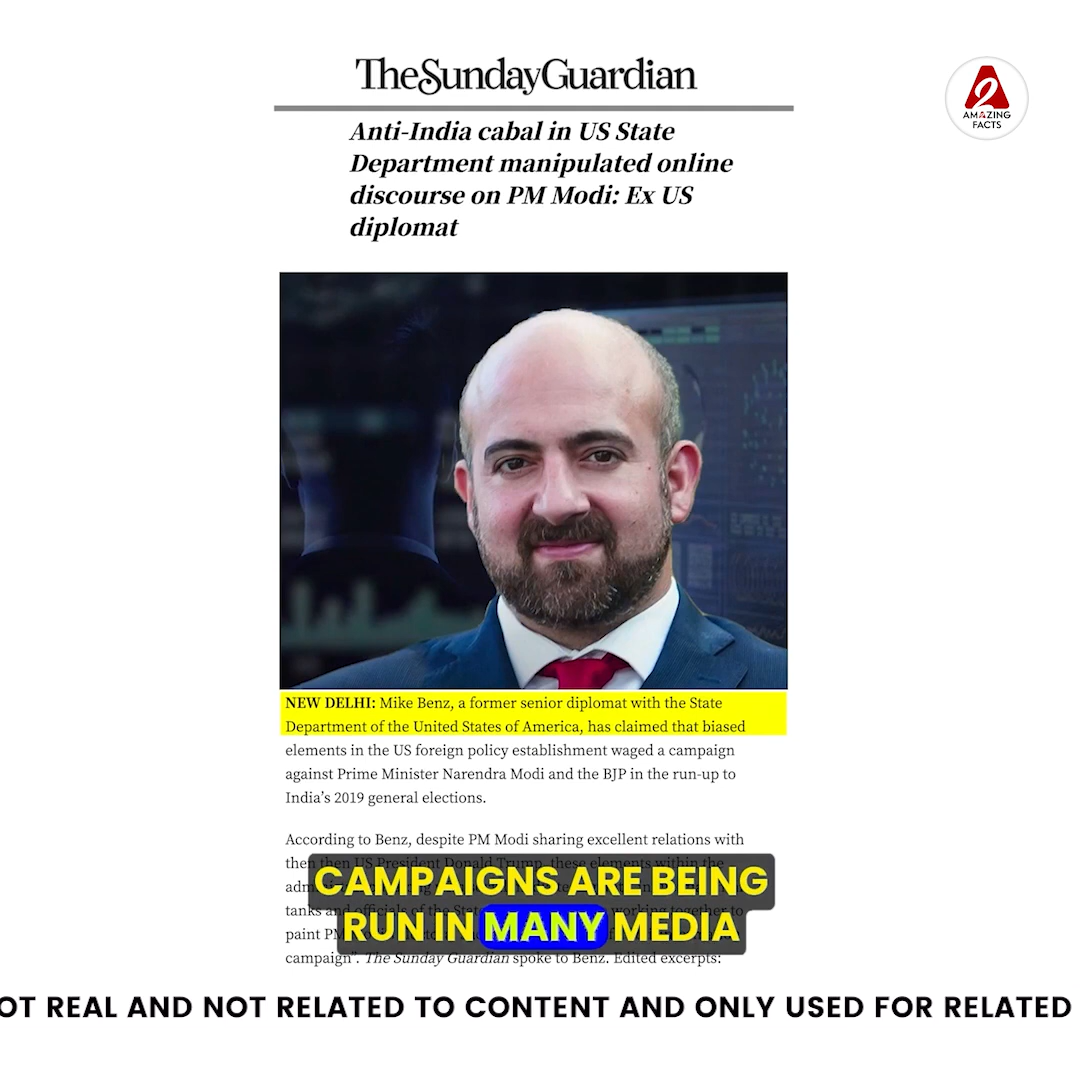 TheSundayGuardian
2
AMAZING
FACTS
Anti-India cabal in US State
Department manipulated online
discourse on PM Modi: Ex US
diplomat
NEW DELHI: Mike Benz, a former senior diplomat with the State
Department of the United States of America, has claimed that biased
elements in the US foreign policy establishment waged a campaign
against Prime Minister Narendra Modi and the BJP in the run-up to
India's 2019 general elections.
According to Benz, despite PM Modi sharing excellent relations with
then then US President Donald Trump, these elements within the
tanks and officials of the State working together to
paint PM
campaign". The Sunday Guardian spoke to Benz. Edited excerpts:
CAMPAIGNS ARE BEING
RUN IN MANY MEDIA
OT REAL AND NOT RELATED TO CONTENT AND ONLY USED FOR RELATED